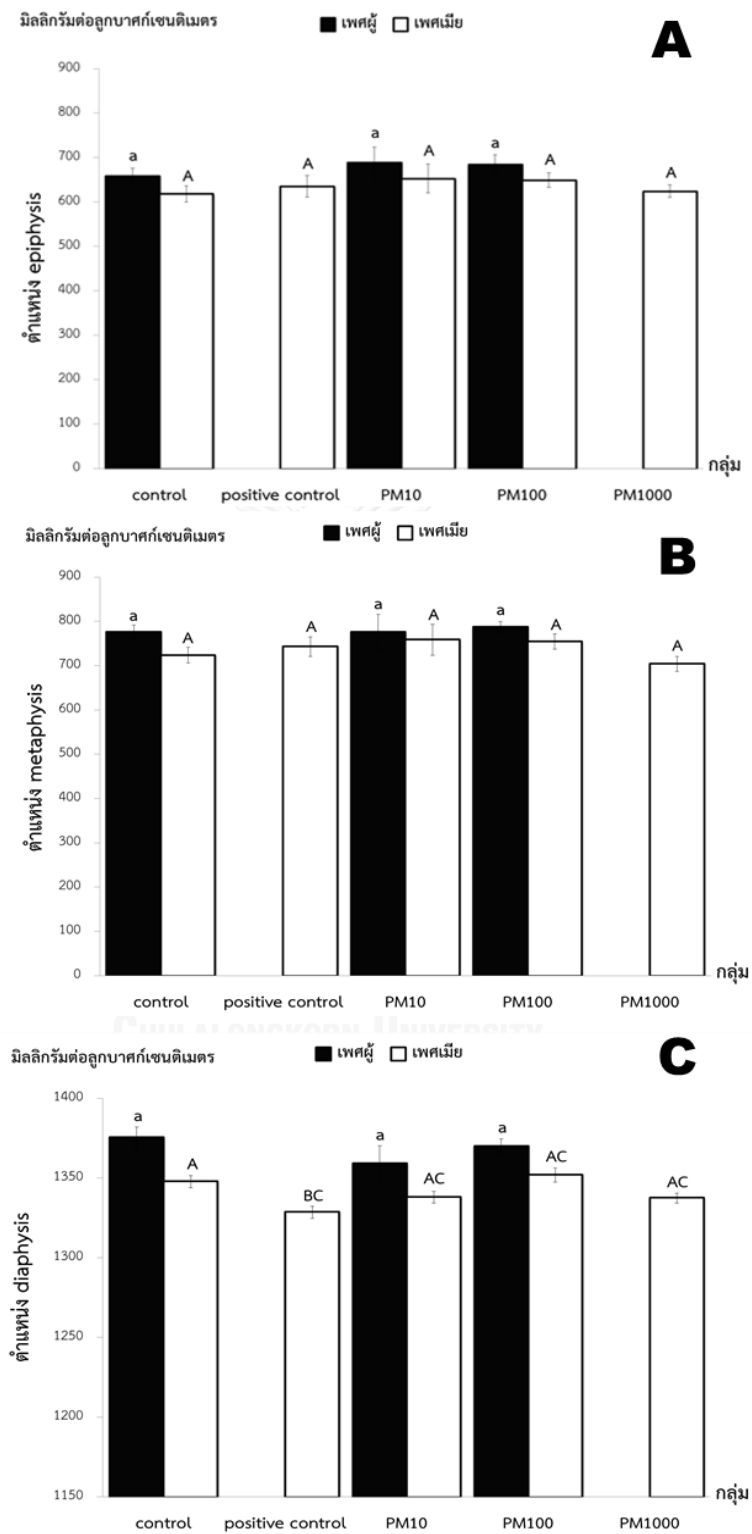 มิลลิกรัมต่อลูกบาศก์เซนติเมตร
เพศผู้ เพศเมีย
A
900
800
700
600
500
400
300
200
100
0
ตำแหน่ง epiphysis
a A A a A a A A
กลุ่ม
control positive control PM10 PM100 PM1000
มิลลิกรัมต่อลูกบาศก์เซนติเมตร
เพศผู้ เพศเมีย
B
900
800
700
600
500
400
300
200
100
0
ตำแหน่ง metaphysis
a A A a A a A A
กลุ่ม
control positive control PM10 PM100 PM1000
CHULALONGKORN UNIVERSITY
มิลลิกรัมต่อลูกบาศก์เซนติเมตร
เพศผู้ เพศเมีย
C
1400
1350
1300
1250
1200
1150
ตำแหน่ง diaphysis
a A BC a AC a AC AC
กลุ่ม
control positive control PM10 PM100 PM1000